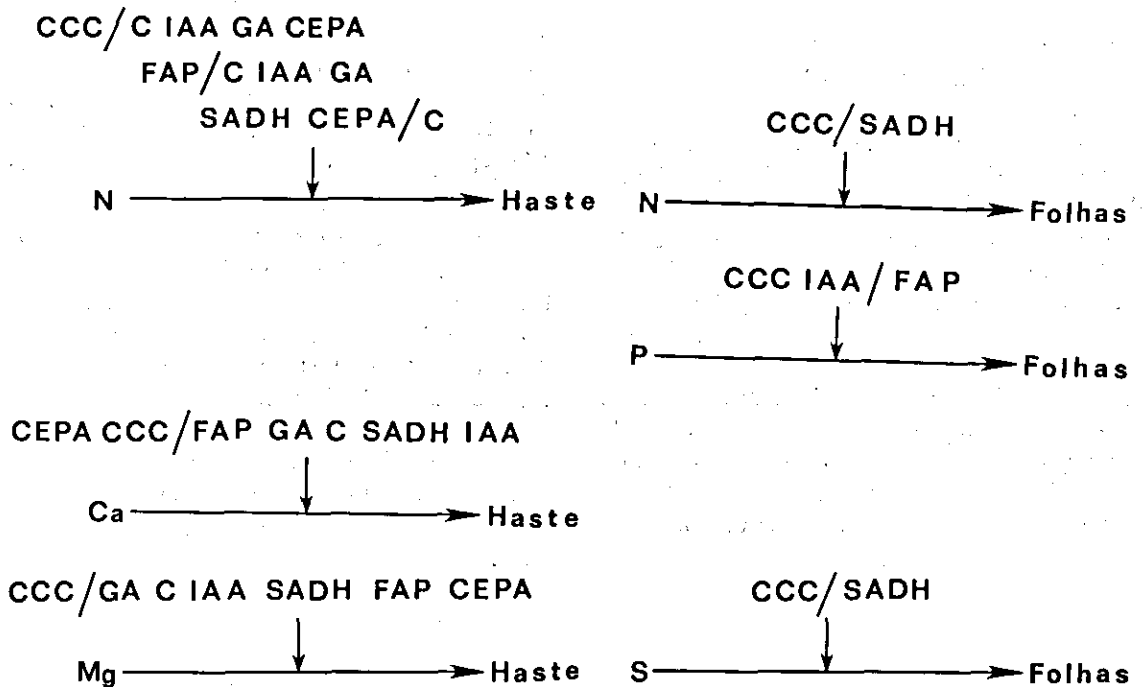 CCC/C IAA GA CEPA
FAP/C IAA GA
SADH CEPA/C
N Haste
CCC/SADH
N Folhas
CCC IAA/FAP
P Folhas
CEPA CCC/FAP GA C SADH IAA
Ca Haste
CCC/GA C IAA SADH FAP CEPA
Mg Haste
CCC/SADH
S Folhas